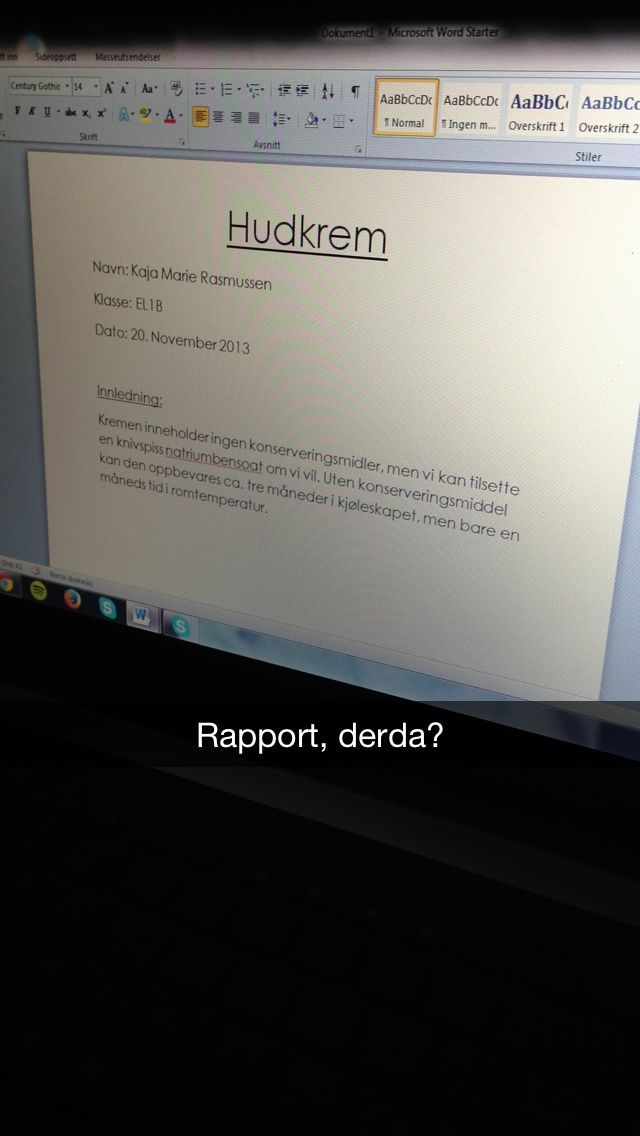 Dokument1 - Microsoft Word Starter
tt inn Sideoppsett Masseutsendelser
Century Gothic 14 A A Aa
F K U abc x₂ x² A A
Skrift Avsnitt Stiler
AaBbCcDc AaBbCcDc AaBbC AaBbCc
¶ Normal ¶ Ingen m... Overskrift 1 Overskrift 2
Hudkrem
Navn: Kaja Marie Rasmussen
Klasse: EL1B
Dato: 20. November 2013
Innledning:
Kremen inneholder ingen konserveringsmidler, men vi kan tilsette
en knivspiss natriumbensoat om vi vil. Uten konserveringsmiddel
kan den oppbevares ca. tre måneder i kjøleskapet, men bare en
måneds tid i romtemperatur.
Ord: 43 Norsk (bokmål)
Rapport, derda?